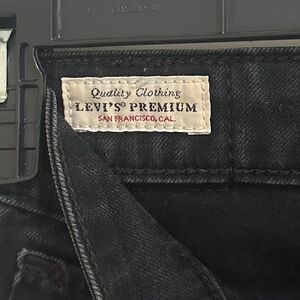 Quality Clothing
LEVI'S® PREMIUM
SAN FRANCISCO, CAL.